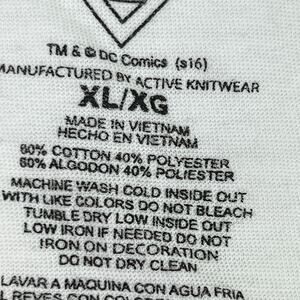 TM & © DC Comics (s16)
MANUFACTURED BY ACTIVE KNITWEAR
XL/XG
MADE IN VIETNAM
HECHO EN VIETNAM
60% COTTON 40% POLYESTER
60% ALGODON 40% POLIESTER
MACHINE WASH COLD INSIDE OUT
WITH LIKE COLORS DO NOT BLEACH
TUMBLE DRY LOW INSIDE OUT
LOW IRON IF NEEDED DO NOT
IRON ON DECORATION
DO NOT DRY CLEAN
LAVAR A MAQUINA CON AGUA FRIA
AL REVES CON